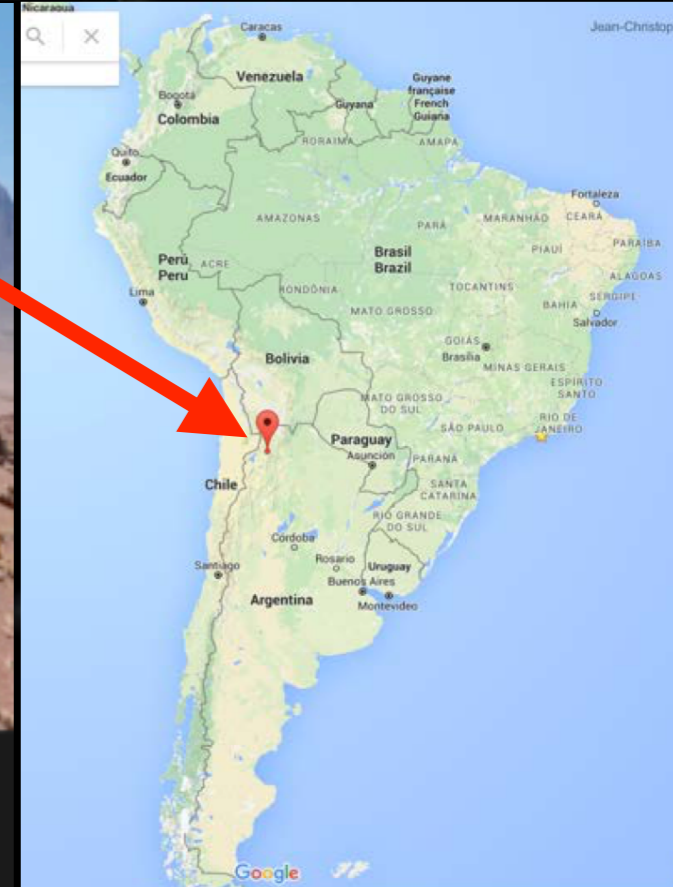 Nicaragua
Jean-Christop
Caracas
Venezuela
Guyane
française
French
Guiana
Guyana
Bogotá
Colombia
RORAIMA
AMAPÁ
Quito
Ecuador
Fortaleza
AMAZONAS
PARÁ
MARANHÃO
CEARÁ
PARAÍBA
PIAUÍ
Perú
Peru
ACRE
Brasil
Brazil
ALAGOAS
Lima
RONDÔNIA
TOCANTINS
SERGIPE
MATO GROSSO
BAHIA
Salvador
GOIÁS
Brasília
Bolivia
MINAS GERAIS
ESPÍRITO
SANTO
MATO GROSSO
DO SUL
RIO DE
JANEIRO
SÃO PAULO
Paraguay
Asunción
PARANÁ
Chile
SANTA
CATARINA
RIO GRANDE
DO SUL
Córdoba
Rosario
Uruguay
Santiago
Buenos Aires
Montevideo
Argentina
Google